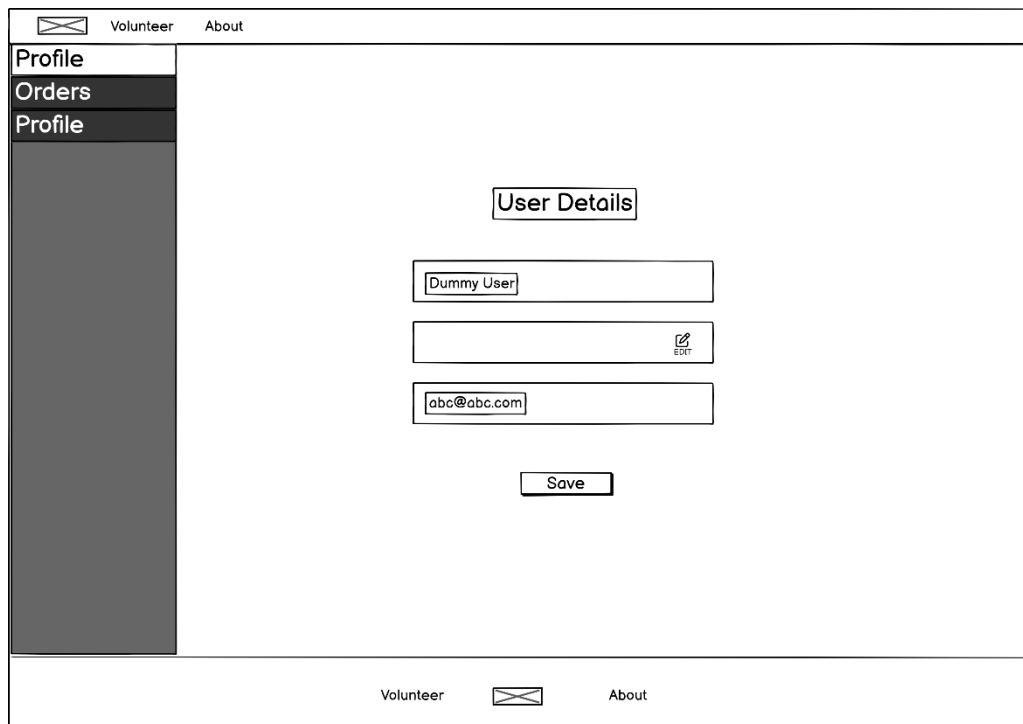 Volunteer About
Profile
Orders
Profile
User Details
Dummy User
EDIT
abc@abc.com
Save
Volunteer About